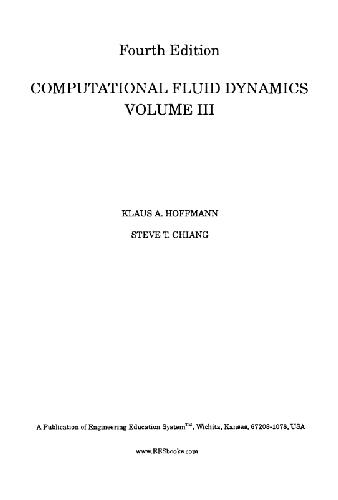 Fourth Edition
COMPUTATIONAL FLUID DYNAMICS
VOLUME III
KLAUS A. HOFFMANN
STEVE T. CHIANG
A Publication of Engineering Education System™, Wichita, Kansas, 67208-1078, USA
www.EESbooks.com